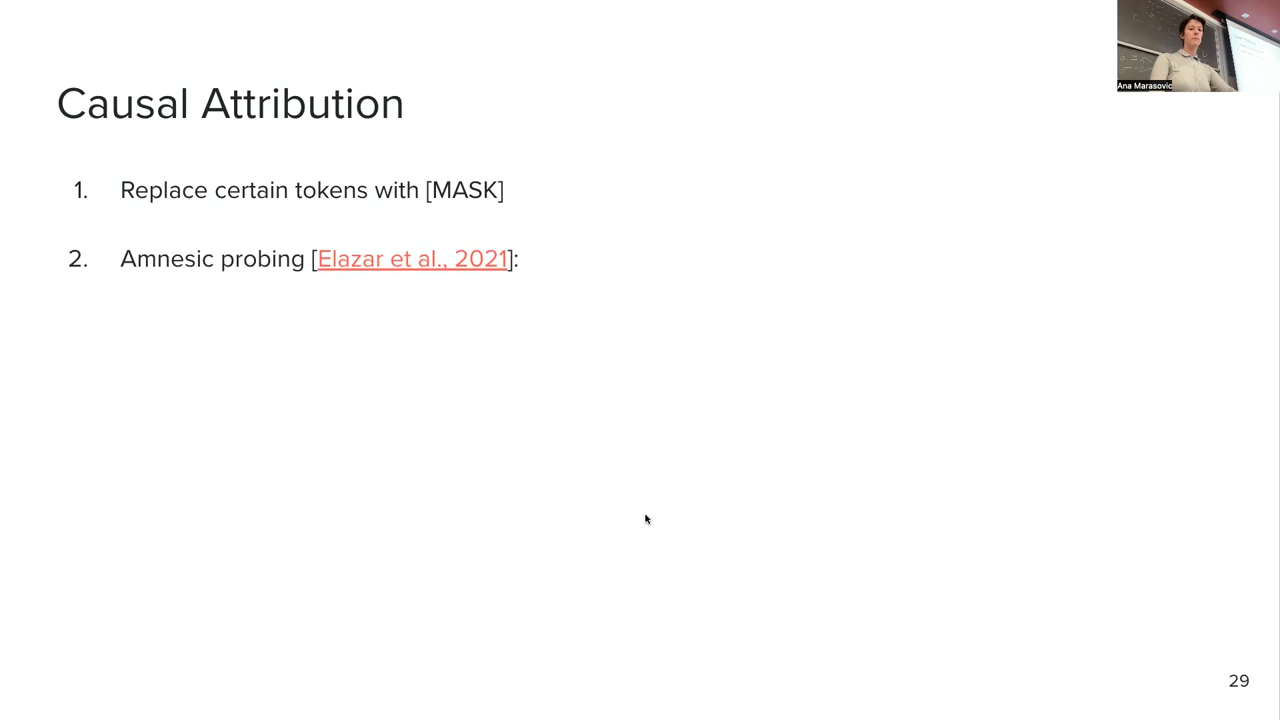 Ana Marasovic
Causal Attribution
1. Replace certain tokens with [MASK]
2. Amnesic probing [Elazar et al., 2021]:
29